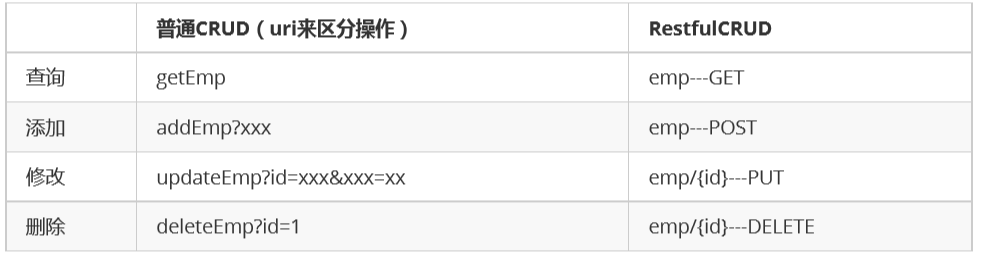 普通CRUD（uri来区分操作） RestfulCRUD
查询 getEmp emp---GET
添加 addEmp?xxx emp---POST
修改 updateEmp?id=xxx&xxx=xx emp/{id}---PUT
删除 deleteEmp?id=1 emp/{id}---DELETE